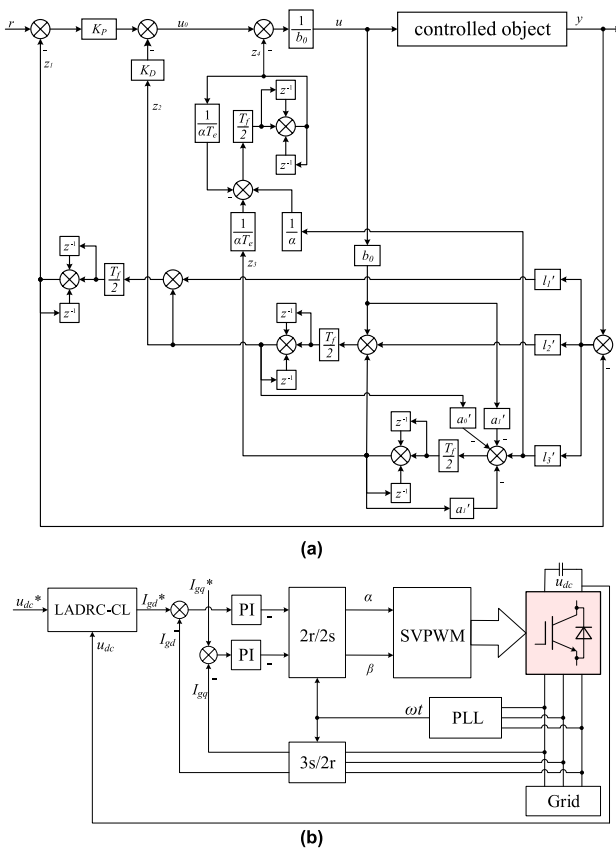 r
K_P
u_0
1/b_0
u
controlled object
y
z_1
K_D
z_4
z_2
z^-1
1/αT_e
T_f/2
z^-1
1/αT_e
1/α
z_3
b_0
z^-1
T_f/2
l_1'
z^-1
z^-1
T_f/2
l_2'
z^-1
a_0'
a_1'
z^-1
T_f/2
l_3'
z^-1
a_1'
(a)
u_dc*
LADRC-CL
I_gd*
I_gq*
PI
2r/2s
α
SVPWM
u_dc
I_gd
u_dc
PI
β
I_gq
ωt
PLL
3s/2r
Grid
(b)